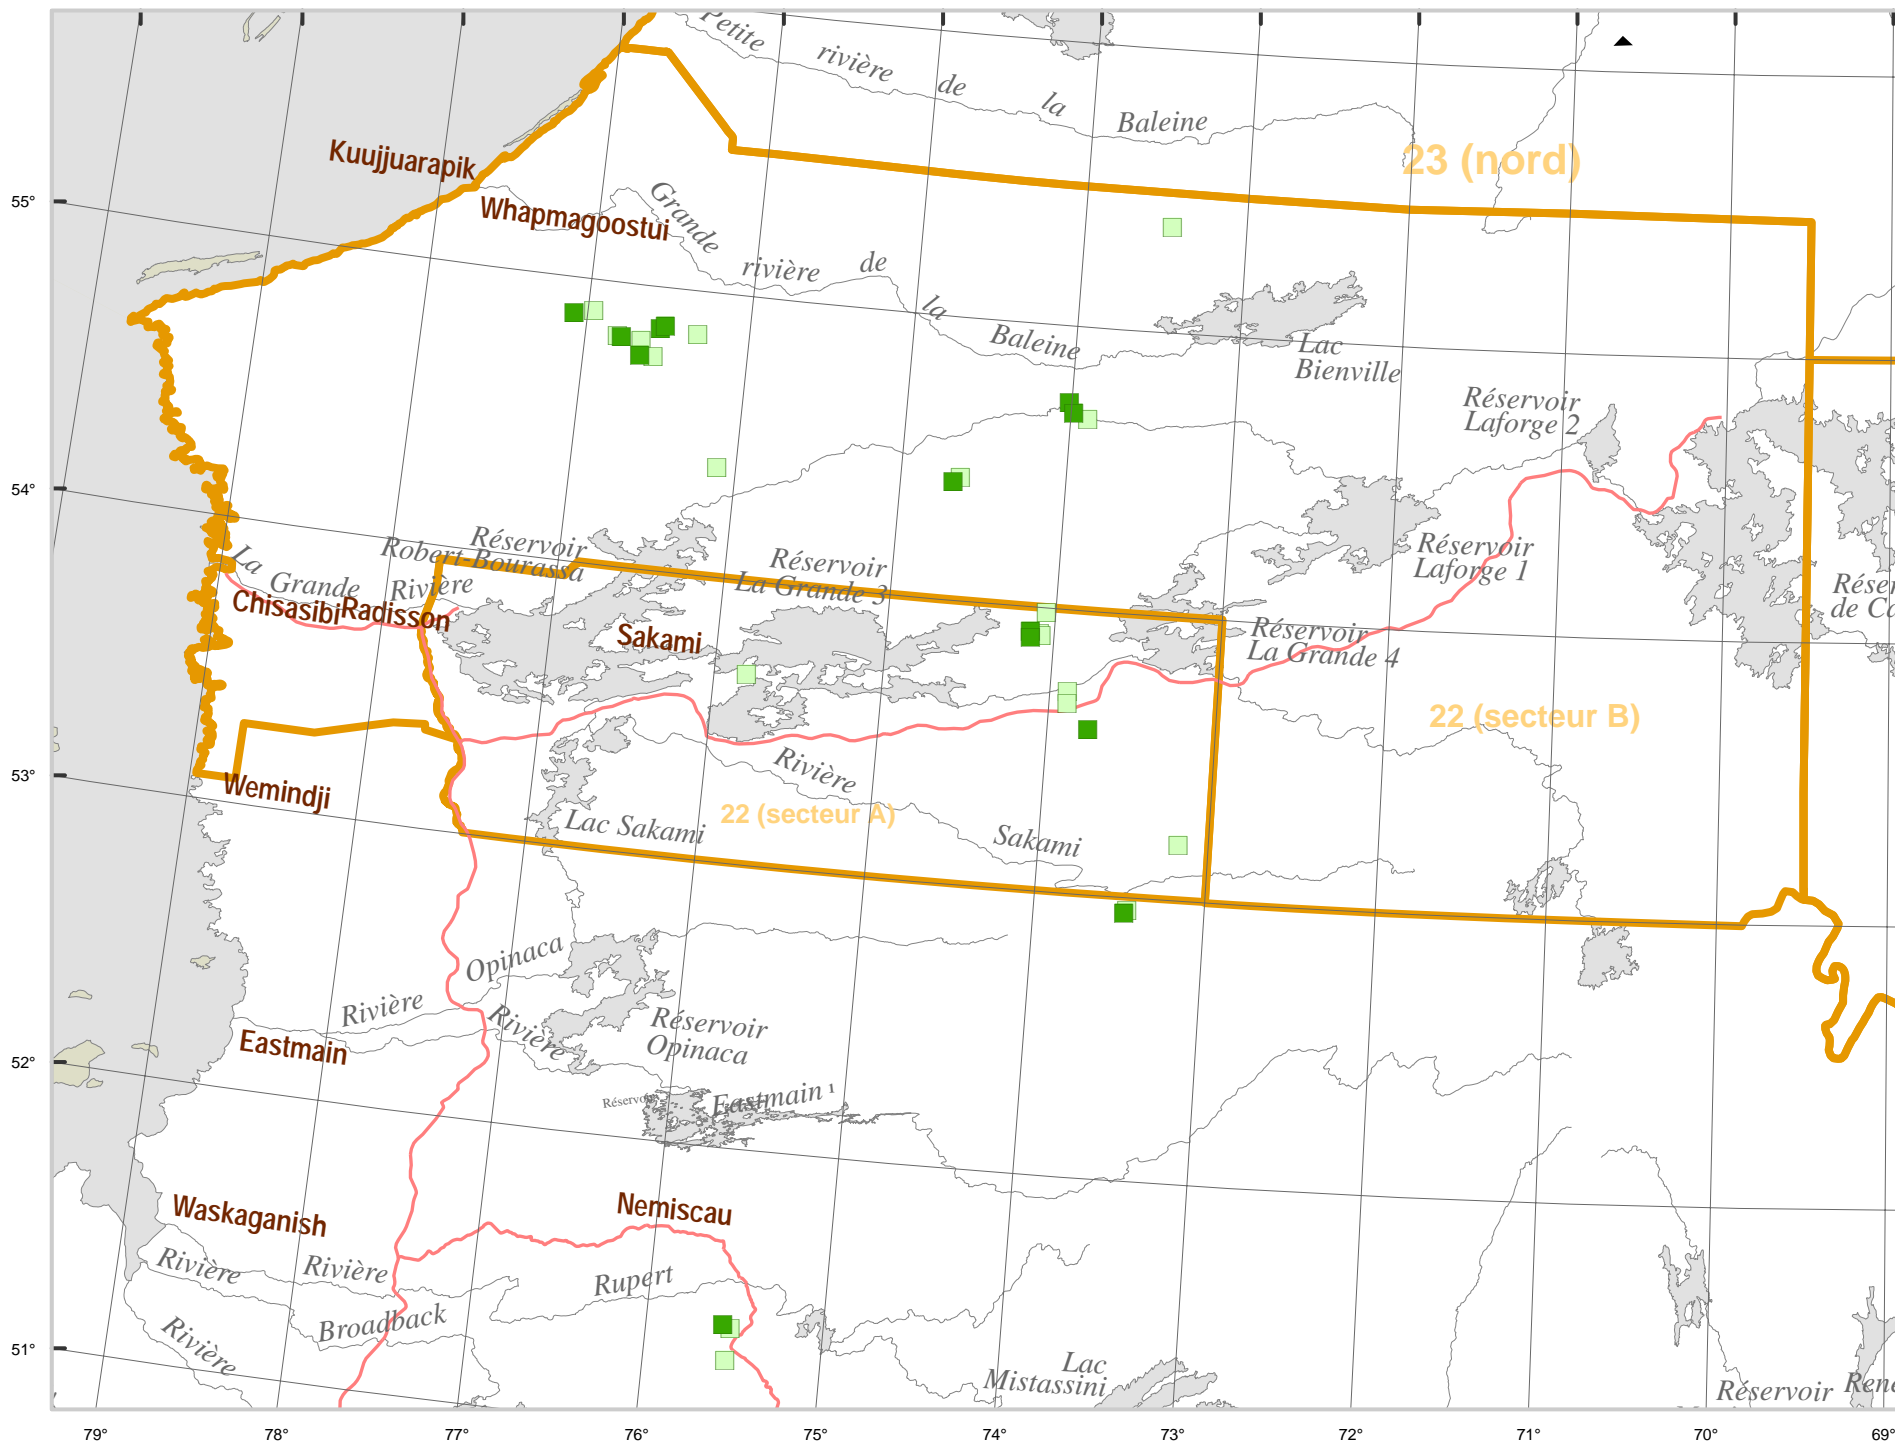 Petite
rivière
de
la
Baleine
Kuujjuarapik
23 (nord)
55°
Whapmagoostui
Grande
rivière
de
la
Baleine
Lac
Bienville
Réservoir
Laforge 2
54°
Réservoir
Robert-Bourassa
La
Grande
Rivière
Réservoir
La Grande 3
Réservoir
Laforge 1
Chisasibi
Radisson
Sakami
Réservoir
La Grande 4
22 (secteur B)
53°
Wemindji
Rivière
22 (secteur A)
Lac Sakami
Sakami
Opinaca
Rivière
Rivière
Réservoir
Opinaca
Eastmain
52°
Réservoir
Eastmain 1
Waskaganish
Nemiscau
Rivière
Rivière
Rupert
Broadback
Rivière
51°
Lac
Mistassini
Réservoir
79°
78°
77°
76°
75°
74°
73°
72°
71°
70°
69°